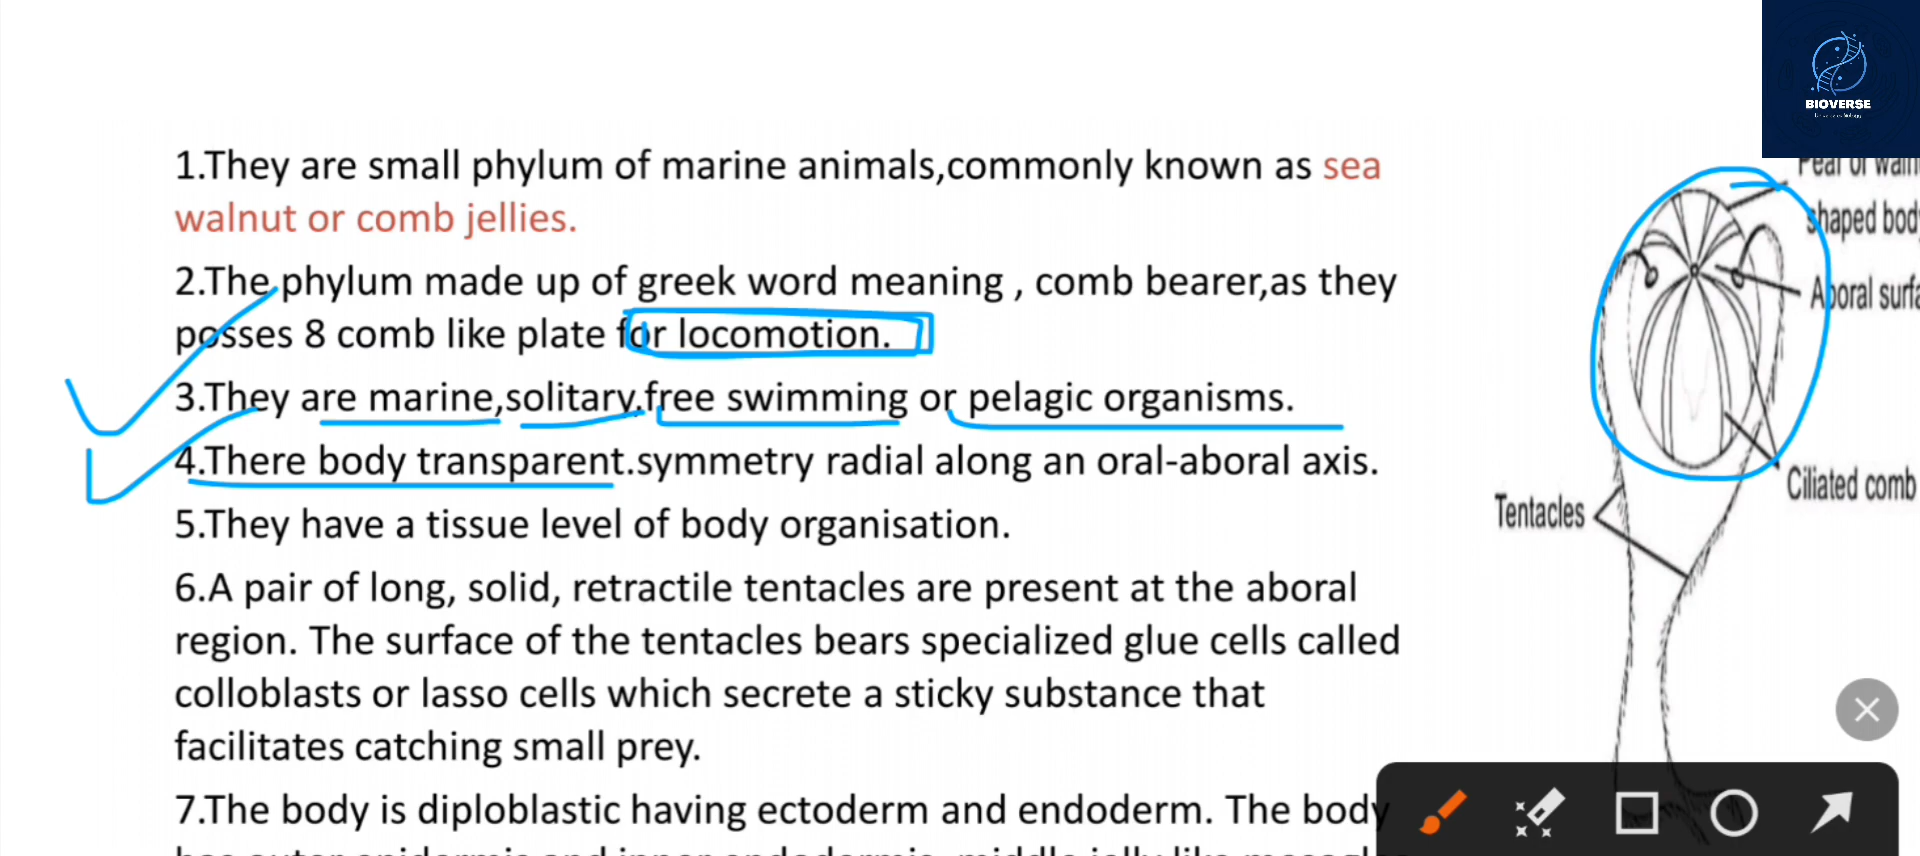 BIOVERSE
1.They are small phylum of marine animals,commonly known as sea
walnut or comb jellies.
2.The phylum made up of greek word meaning , comb bearer,as they
posses 8 comb like plate for locomotion.
3.They are marine,solitary,free swimming or pelagic organisms.
4.There body transparent.symmetry radial along an oral-aboral axis.
5.They have a tissue level of body organisation.
6.A pair of long, solid, retractile tentacles are present at the aboral
region. The surface of the tentacles bears specialized glue cells called
colloblasts or lasso cells which secrete a sticky substance that
facilitates catching small prey.
7.The body is diploblastic having ectoderm and endoderm. The body
shaped
Aboral
Ciliated comb
Tentacles